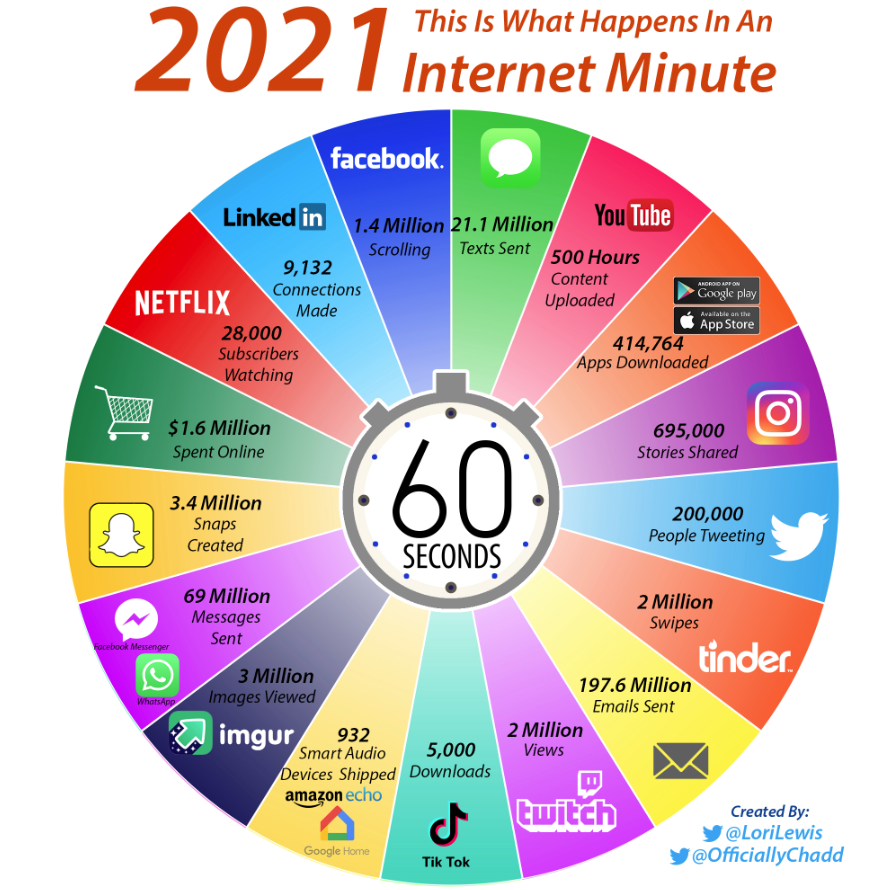 2021
This Is What Happens In An
Internet Minute
facebook.
1.4 Million
Scrolling
21.1 Million
Texts Sent
YouTube
500 Hours
Content
Uploaded
ANDROID APP ON
Google play
Available on the
App Store
414,764
Apps Downloaded
695,000
Stories Shared
200,000
People Tweeting
2 Million
Swipes
tinder™
197.6 Million
Emails Sent
2 Million
Views
twitch
5,000
Downloads
Tik Tok
932
Smart Audio
Devices Shipped
amazon echo
Google Home
3 Million
Images Viewed
imgur
69 Million
Messages
Sent
Facebook Messenger
WhatsApp
3.4 Million
Snaps
Created
$1.6 Million
Spent Online
NETFLIX
28,000
Subscribers
Watching
Linked in
9,132
Connections
Made
60
SECONDS
Created By:
@LoriLewis
@OfficiallyChadd